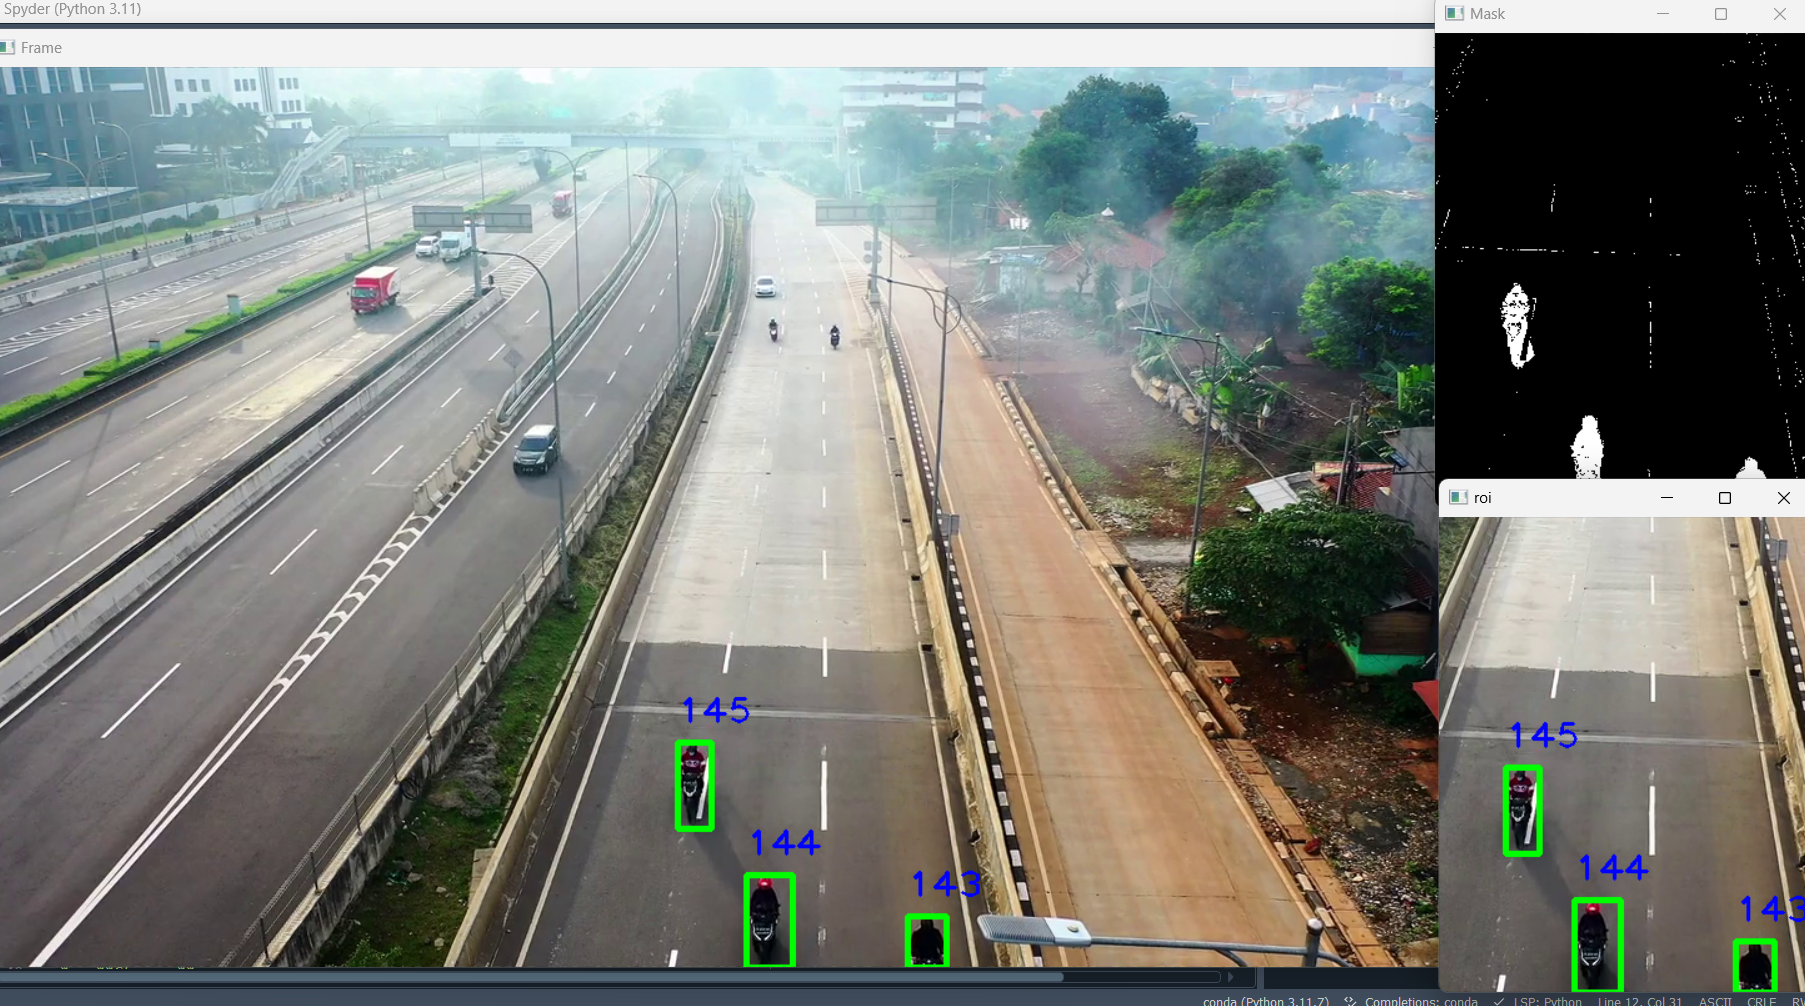 Spyder (Python 3.11)
Frame
Mask
roi
145
144
143
145
144
143
conda (Python 3.11.7)
Completions: conda
LSP: Python
Line 12, Col 31
ASCII
CRLF
RW